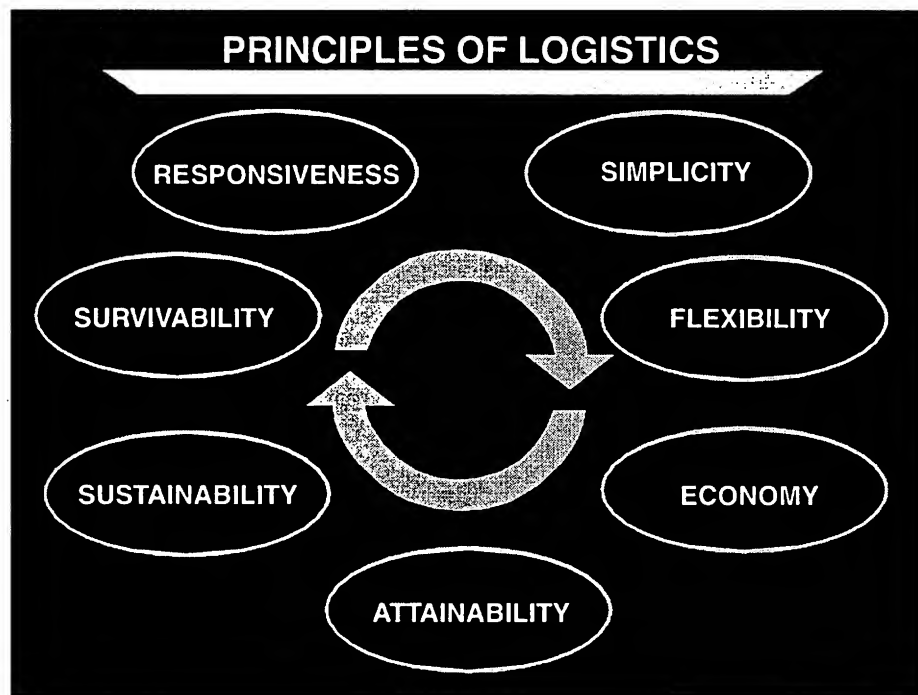 PRINCIPLES OF LOGISTICS
RESPONSIVENESS
SIMPLICITY
SURVIVABILITY
FLEXIBILITY
SUSTAINABILITY
ECONOMY
ATTAINABILITY